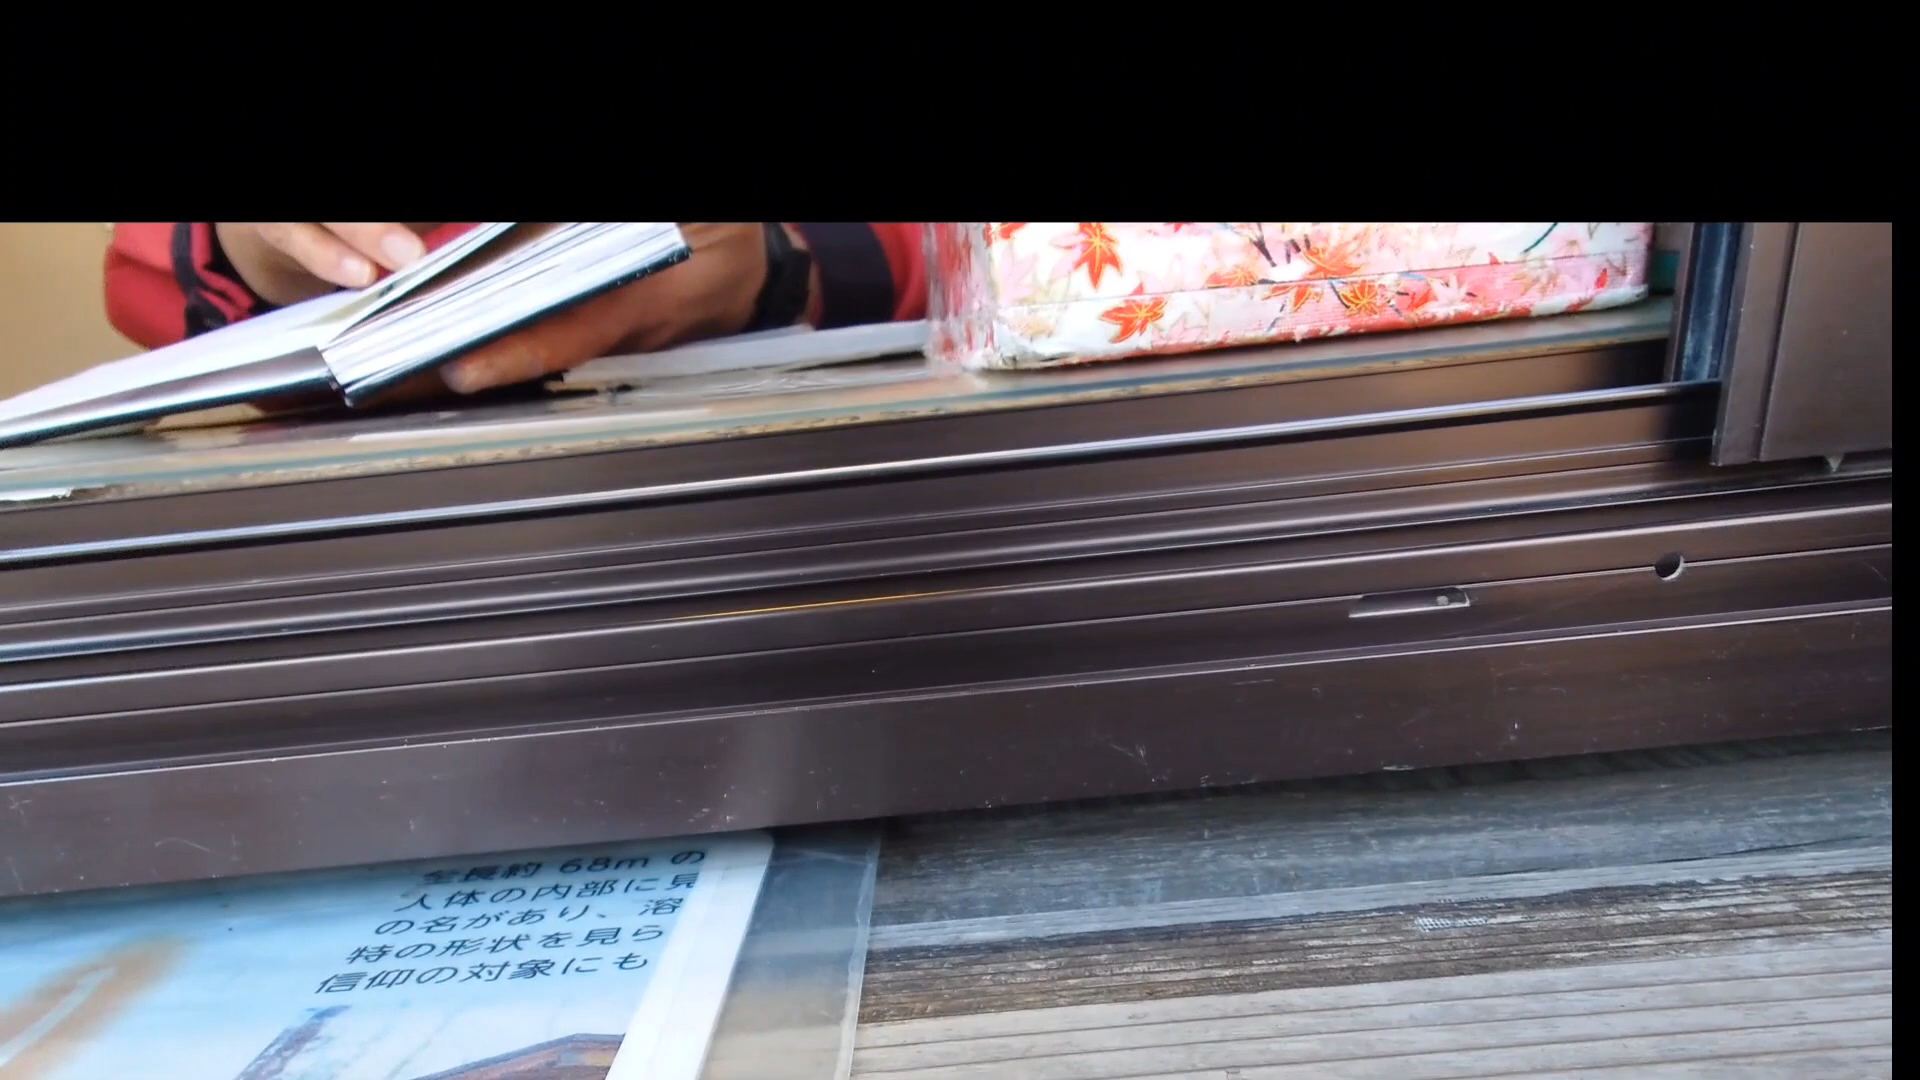 全長約 68m の
人体の内部に見
の名があり、溶
特の形状を見ら
信仰の対象にも